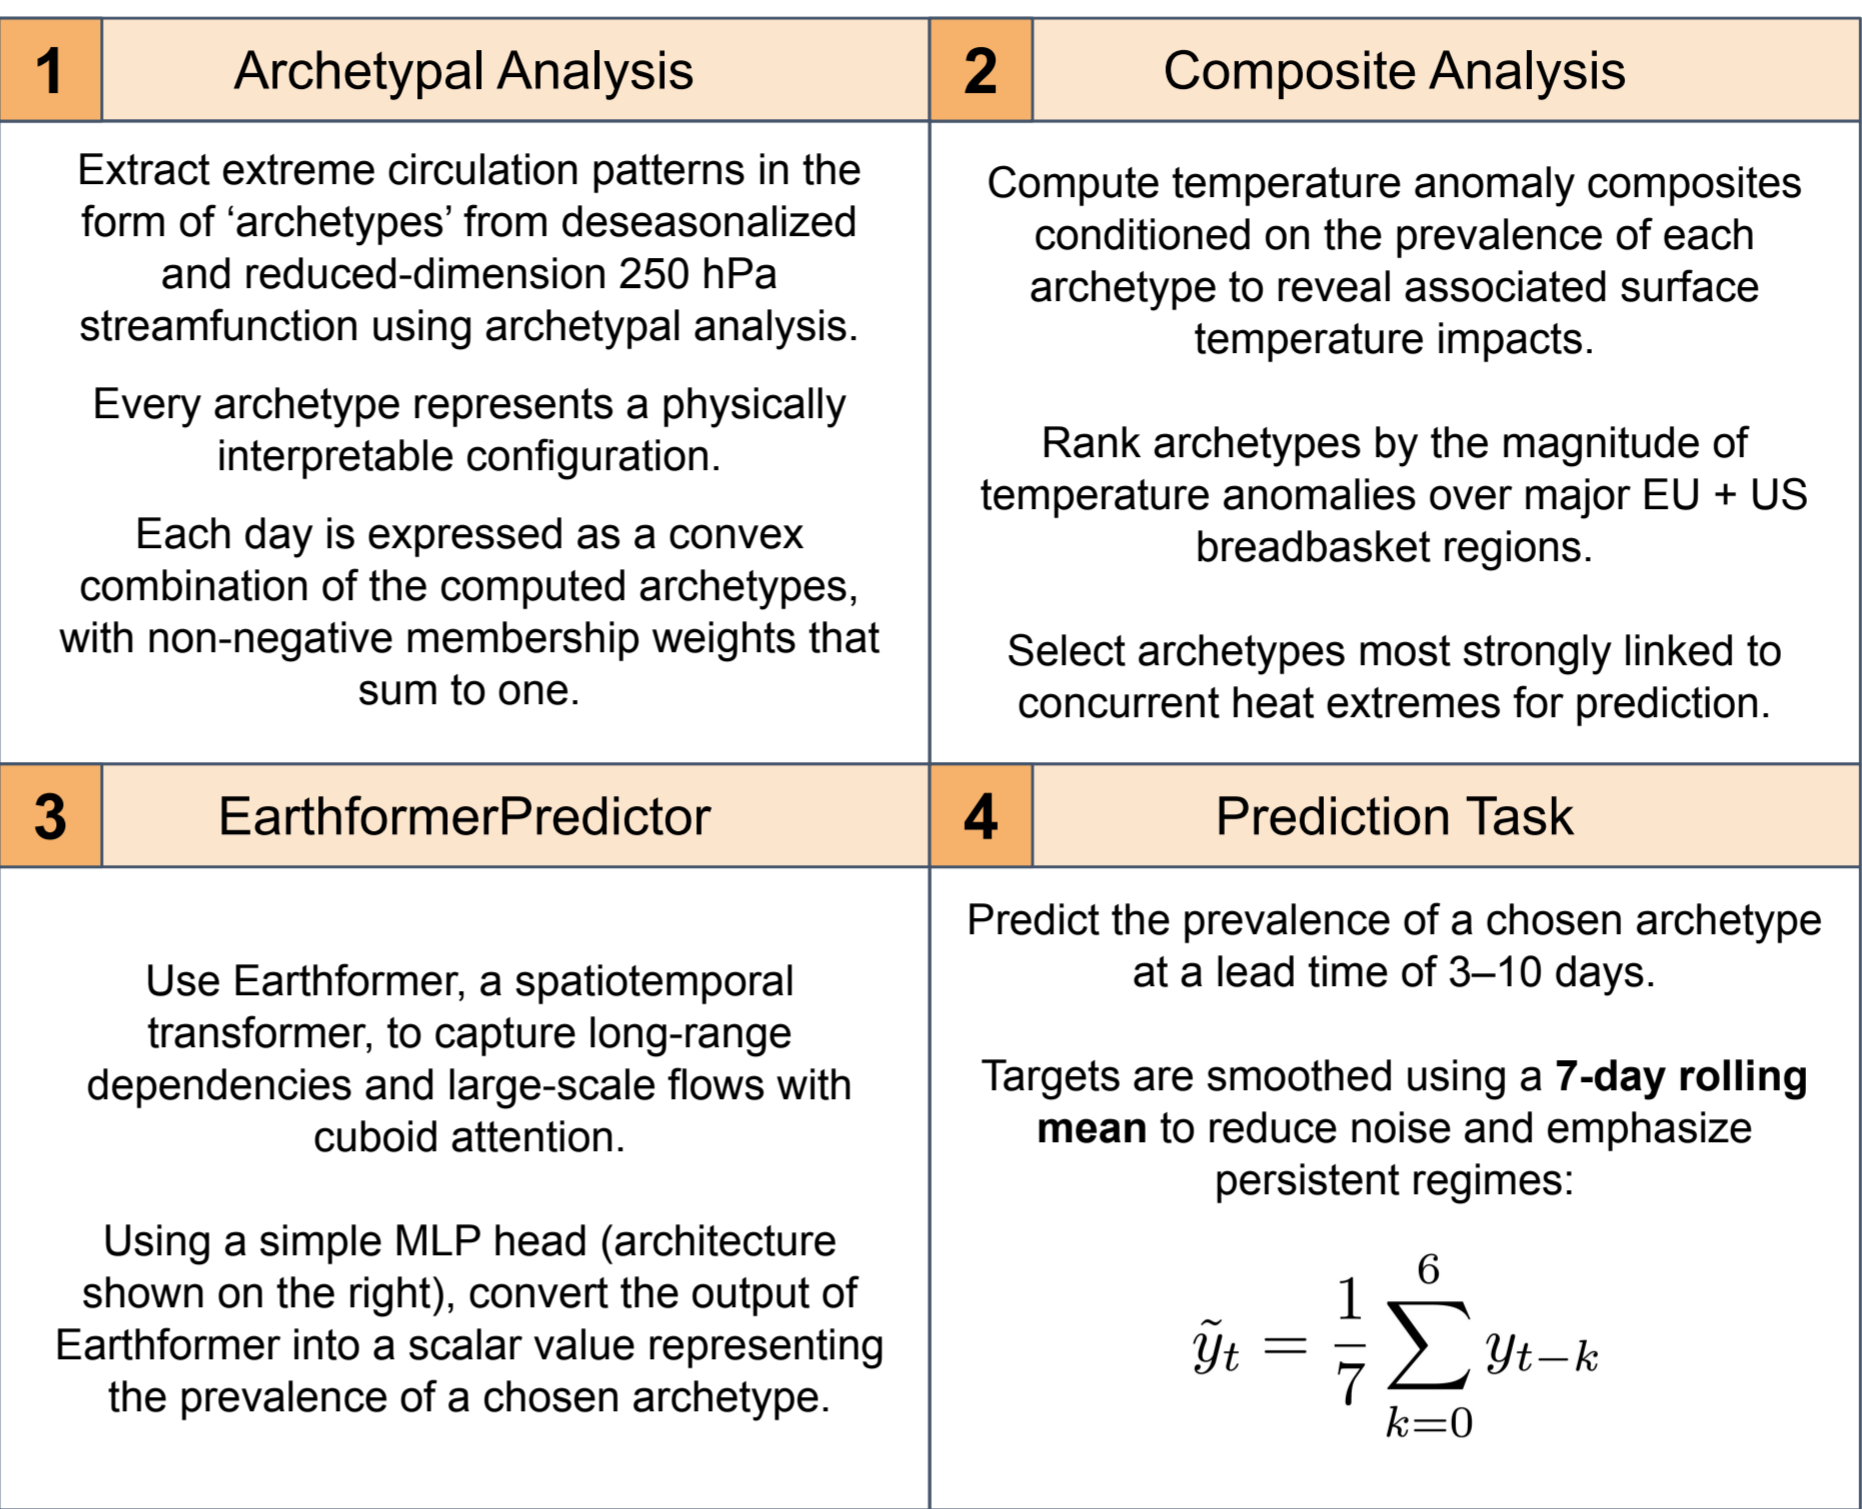 1
Archetypal Analysis
Extract extreme circulation patterns in the
form of ‘archetypes’ from deseasonalized
and reduced-dimension 250 hPa
streamfunction using archetypal analysis.
Every archetype represents a physically
interpretable configuration.
Each day is expressed as a convex
combination of the computed archetypes,
with non-negative membership weights that
sum to one.
2
Composite Analysis
Compute temperature anomaly composites
conditioned on the prevalence of each
archetype to reveal associated surface
temperature impacts.
Rank archetypes by the magnitude of
temperature anomalies over major EU + US
breadbasket regions.
Select archetypes most strongly linked to
concurrent heat extremes for prediction.
3
EarthformerPredictor
Use Earthformer, a spatiotemporal
transformer, to capture long-range
dependencies and large-scale flows with
cuboid attention.
Using a simple MLP head (architecture
shown on the right), convert the output of
Earthformer into a scalar value representing
the prevalence of a chosen archetype.
4
Prediction Task
Predict the prevalence of a chosen archetype
at a lead time of 3–10 days.
Targets are smoothed using a 7-day rolling
mean to reduce noise and emphasize
persistent regimes:
ỹ_t = 1/7 ∑_{k=0}^{6} y_{t−k}